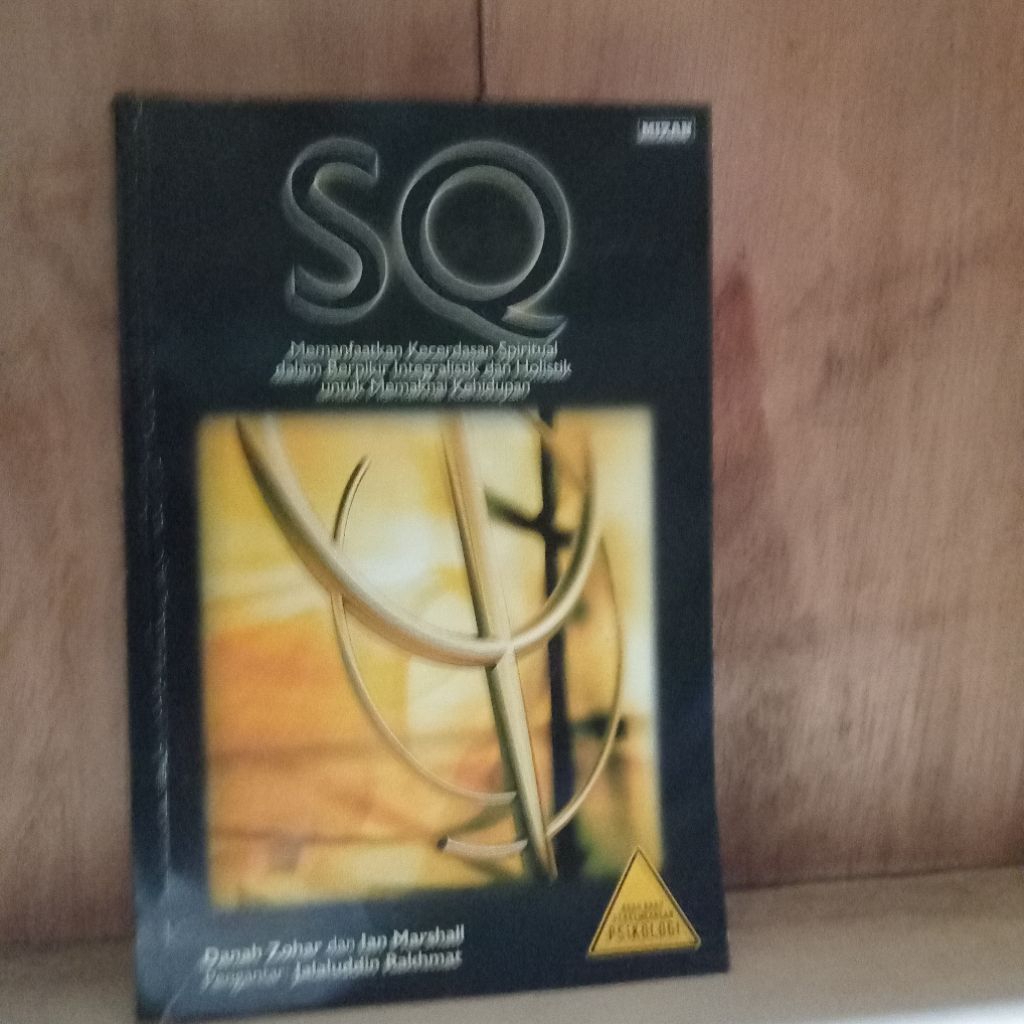 MIZAN
SQ
Memanfaatkan Kecerdasan Spiritual
dalam Berpikir Integralistik dan Holistik
untuk Memaknai Kehidupan
Danah Zohar dan Ian Marshall
Pengantar Jalaluddin Rakhmat
PSIKOLOGI